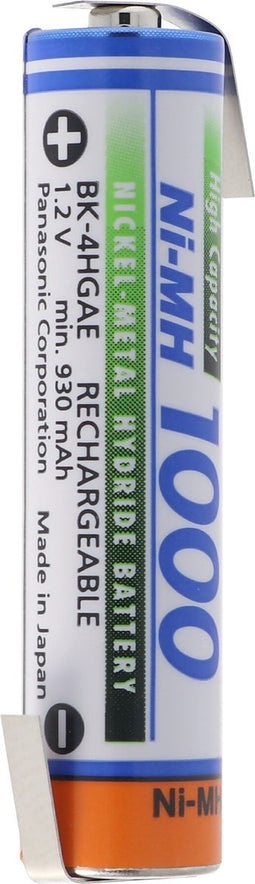 High Capacity
Ni-MH 1000
NICKEL-METAL HYDRIDE BATTERY
+ BK-4HGAE RECHARGEABLE
1.2 V min. 930 mAh
Panasonic Corporation Made in Japan -
Ni-MH